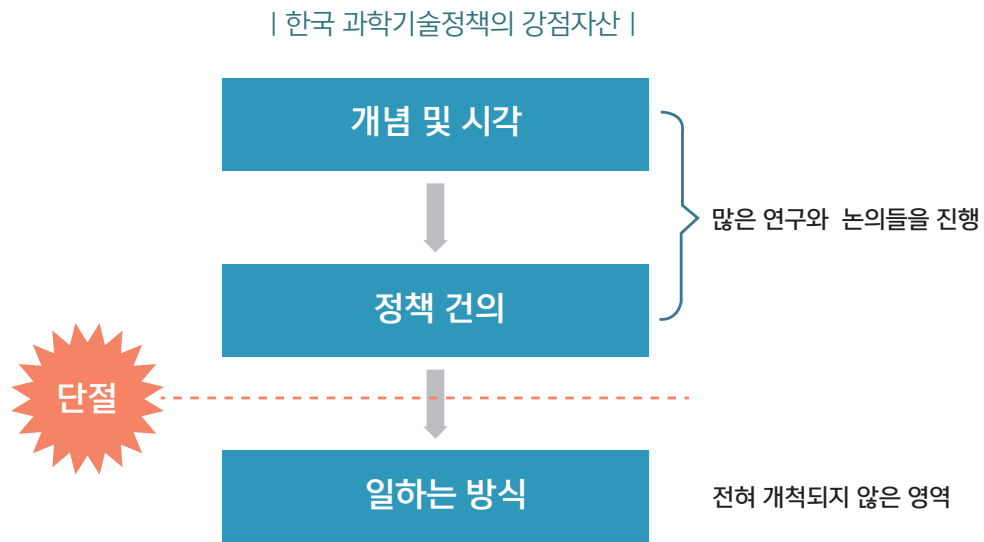 | 한국 과학기술정책의 강점자산 |
개념 및 시각
많은 연구와 논의들을 진행
정책 건의
단절
일하는 방식
전혀 개척되지 않은 영역